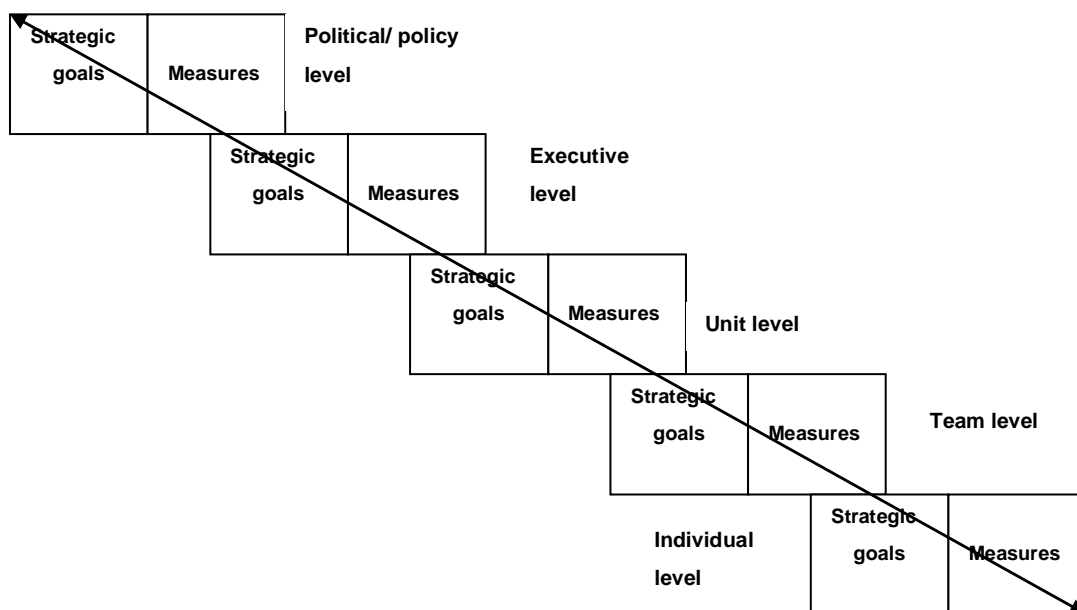 Strategic
goals
Measures
Political/ policy
level
Strategic
goals
Measures
Executive
level
Strategic
goals
Measures
Unit level
Strategic
goals
Measures
Team level
Individual
level
Strategic
goals
Measures